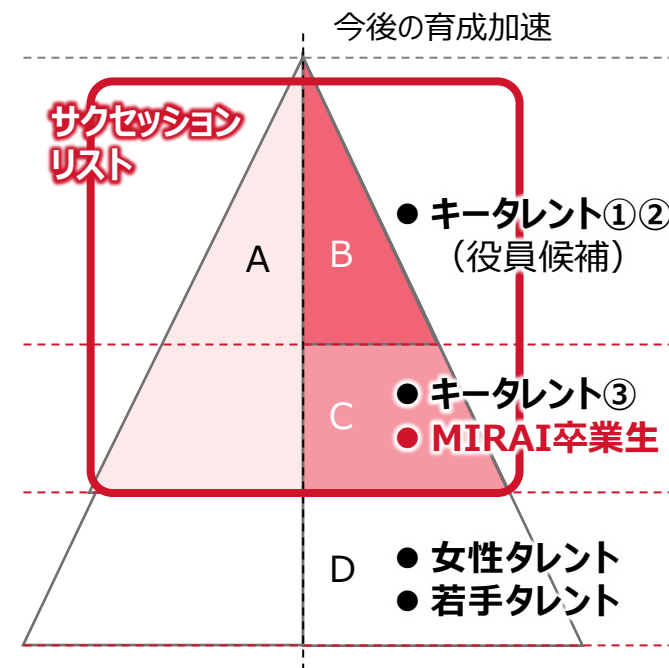 今後の育成加速
サクセッション
リスト
A
B
● キータレント①②
（役員候補）
C
● キータレント③
● MIRAI卒業生
D
● 女性タレント
● 若手タレント